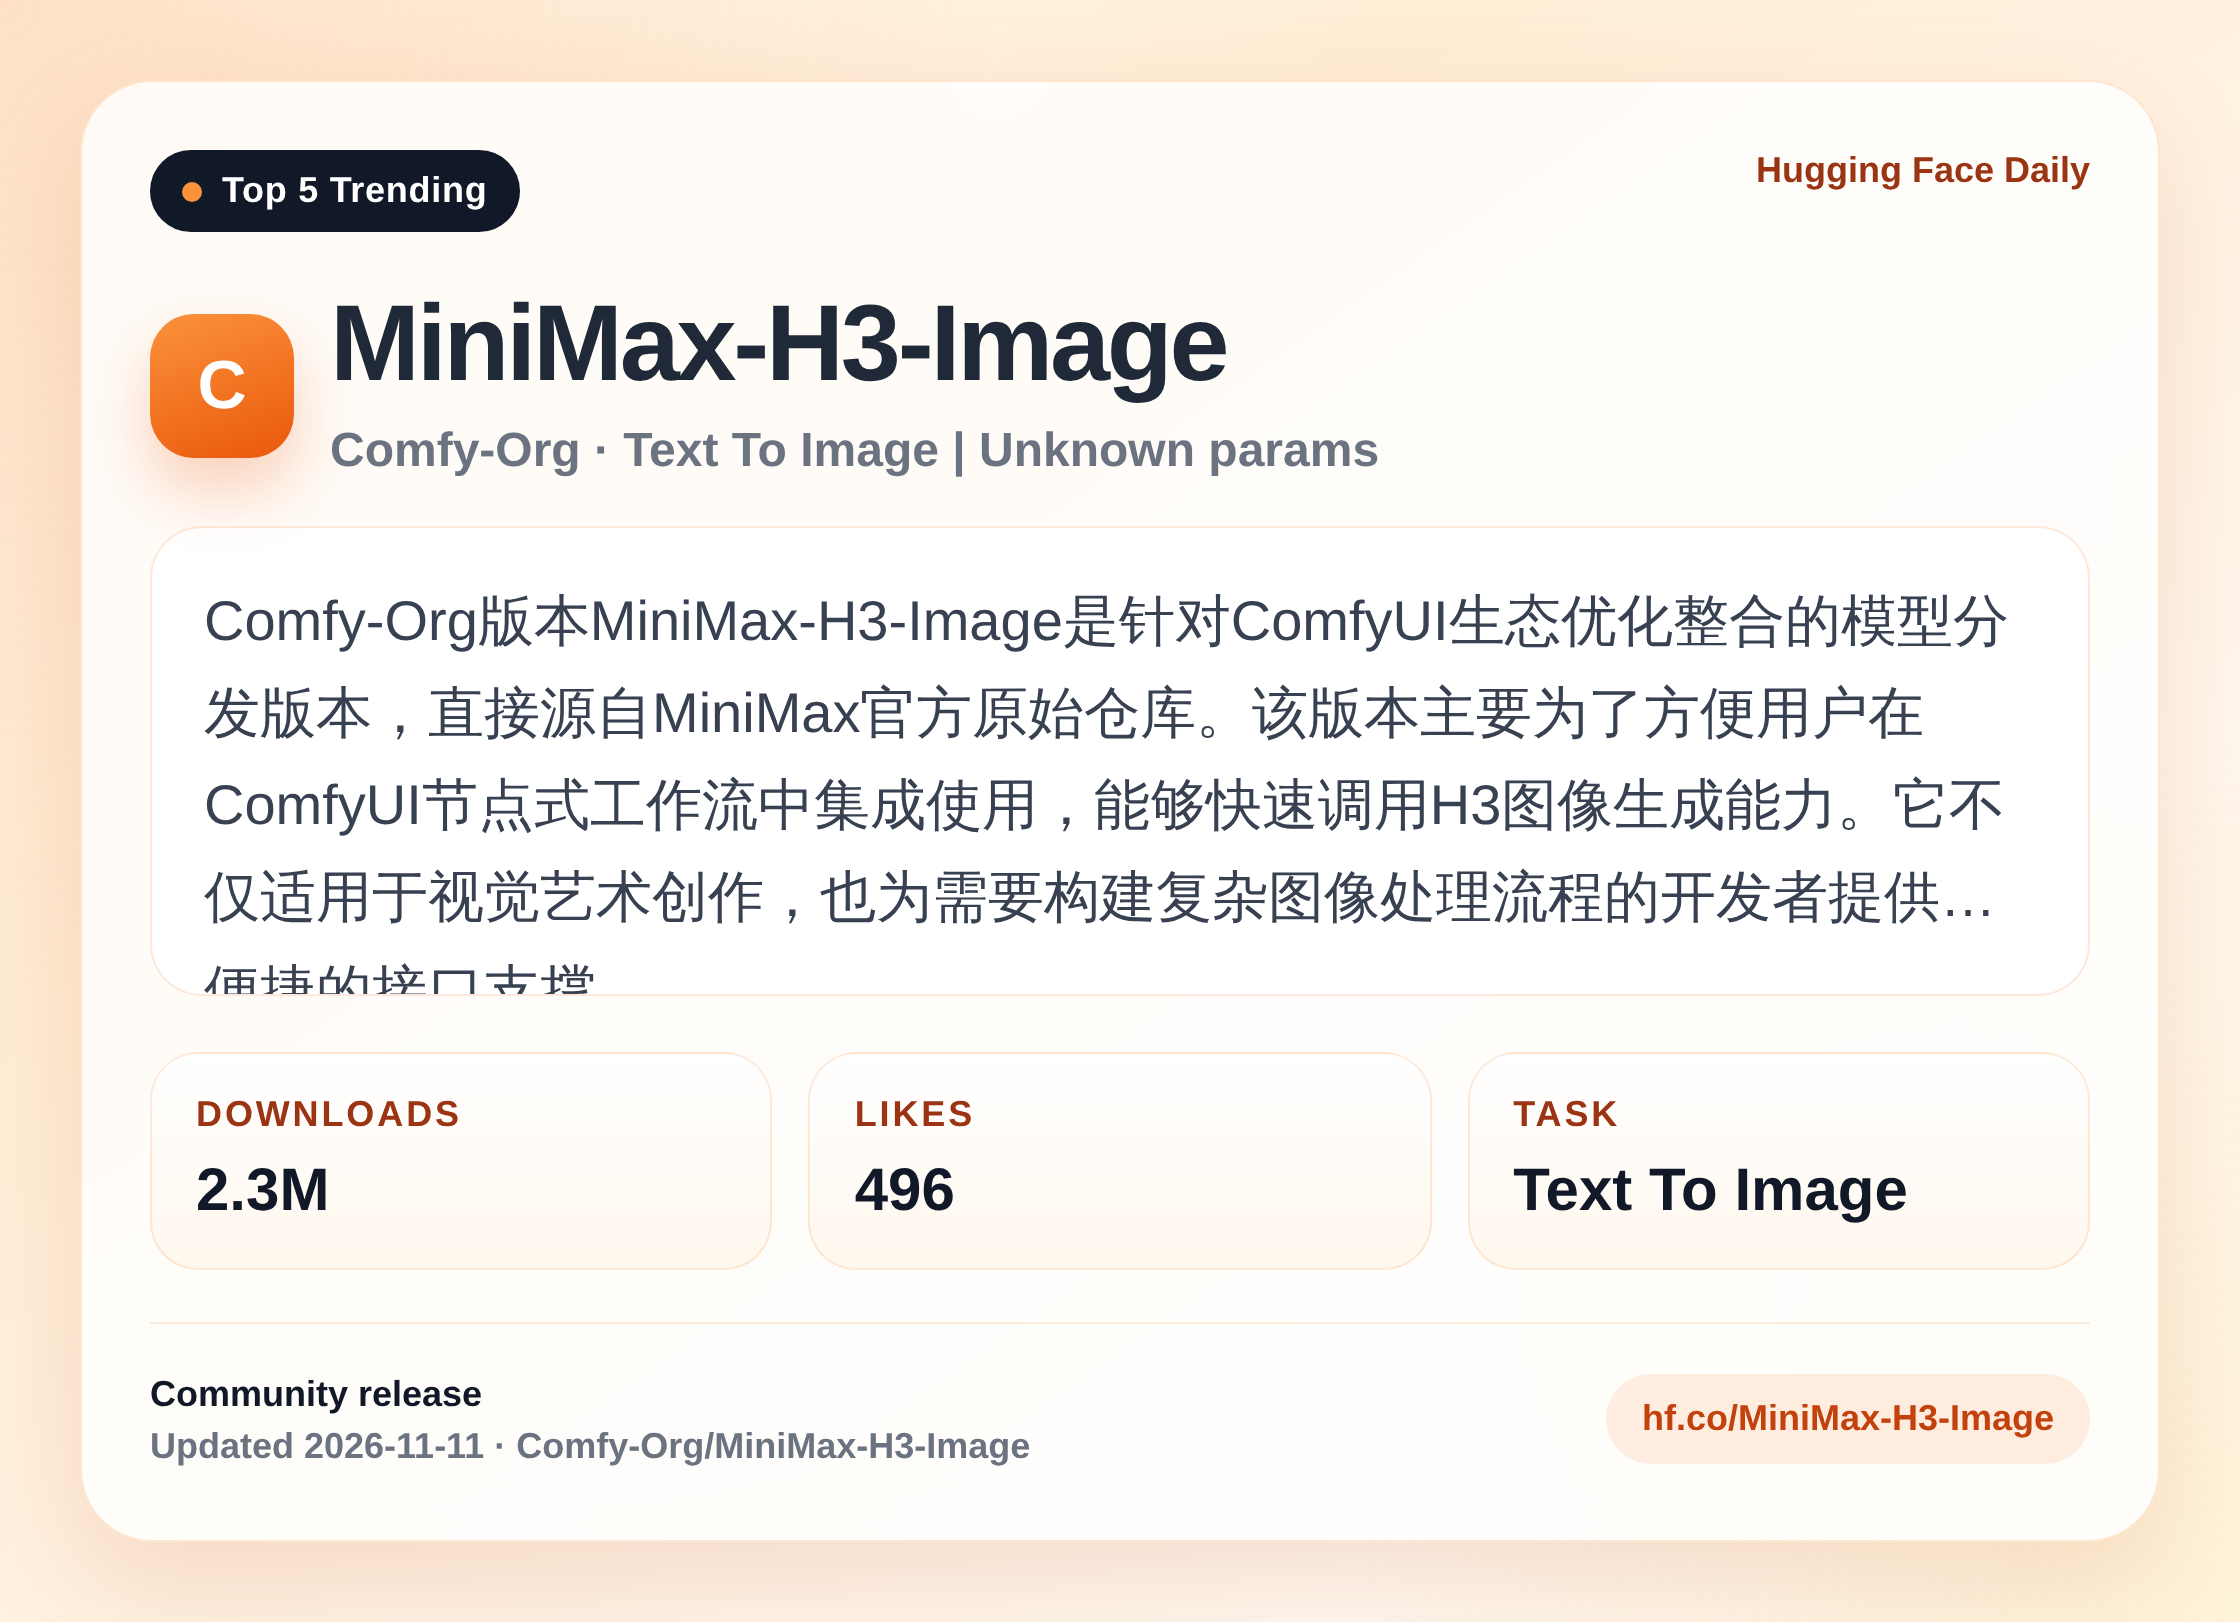 Top 5 Trending
Hugging Face Daily
C
MiniMax-H3-Image
Comfy-Org · Text To Image | Unknown params
Comfy-Org版本MiniMax-H3-Image是针对ComfyUI生态优化整合的模型分
发版本，直接源自MiniMax官方原始仓库。该版本主要为了方便用户在
ComfyUI节点式工作流中集成使用，能够快速调用H3图像生成能力。它不
仅适用于视觉艺术创作，也为需要构建复杂图像处理流程的开发者提供…
便捷的接口支撑
DOWNLOADS
2.3M
LIKES
496
TASK
Text To Image
Community release
Updated 2026-11-11 · Comfy-Org/MiniMax-H3-Image
hf.co/MiniMax-H3-Image